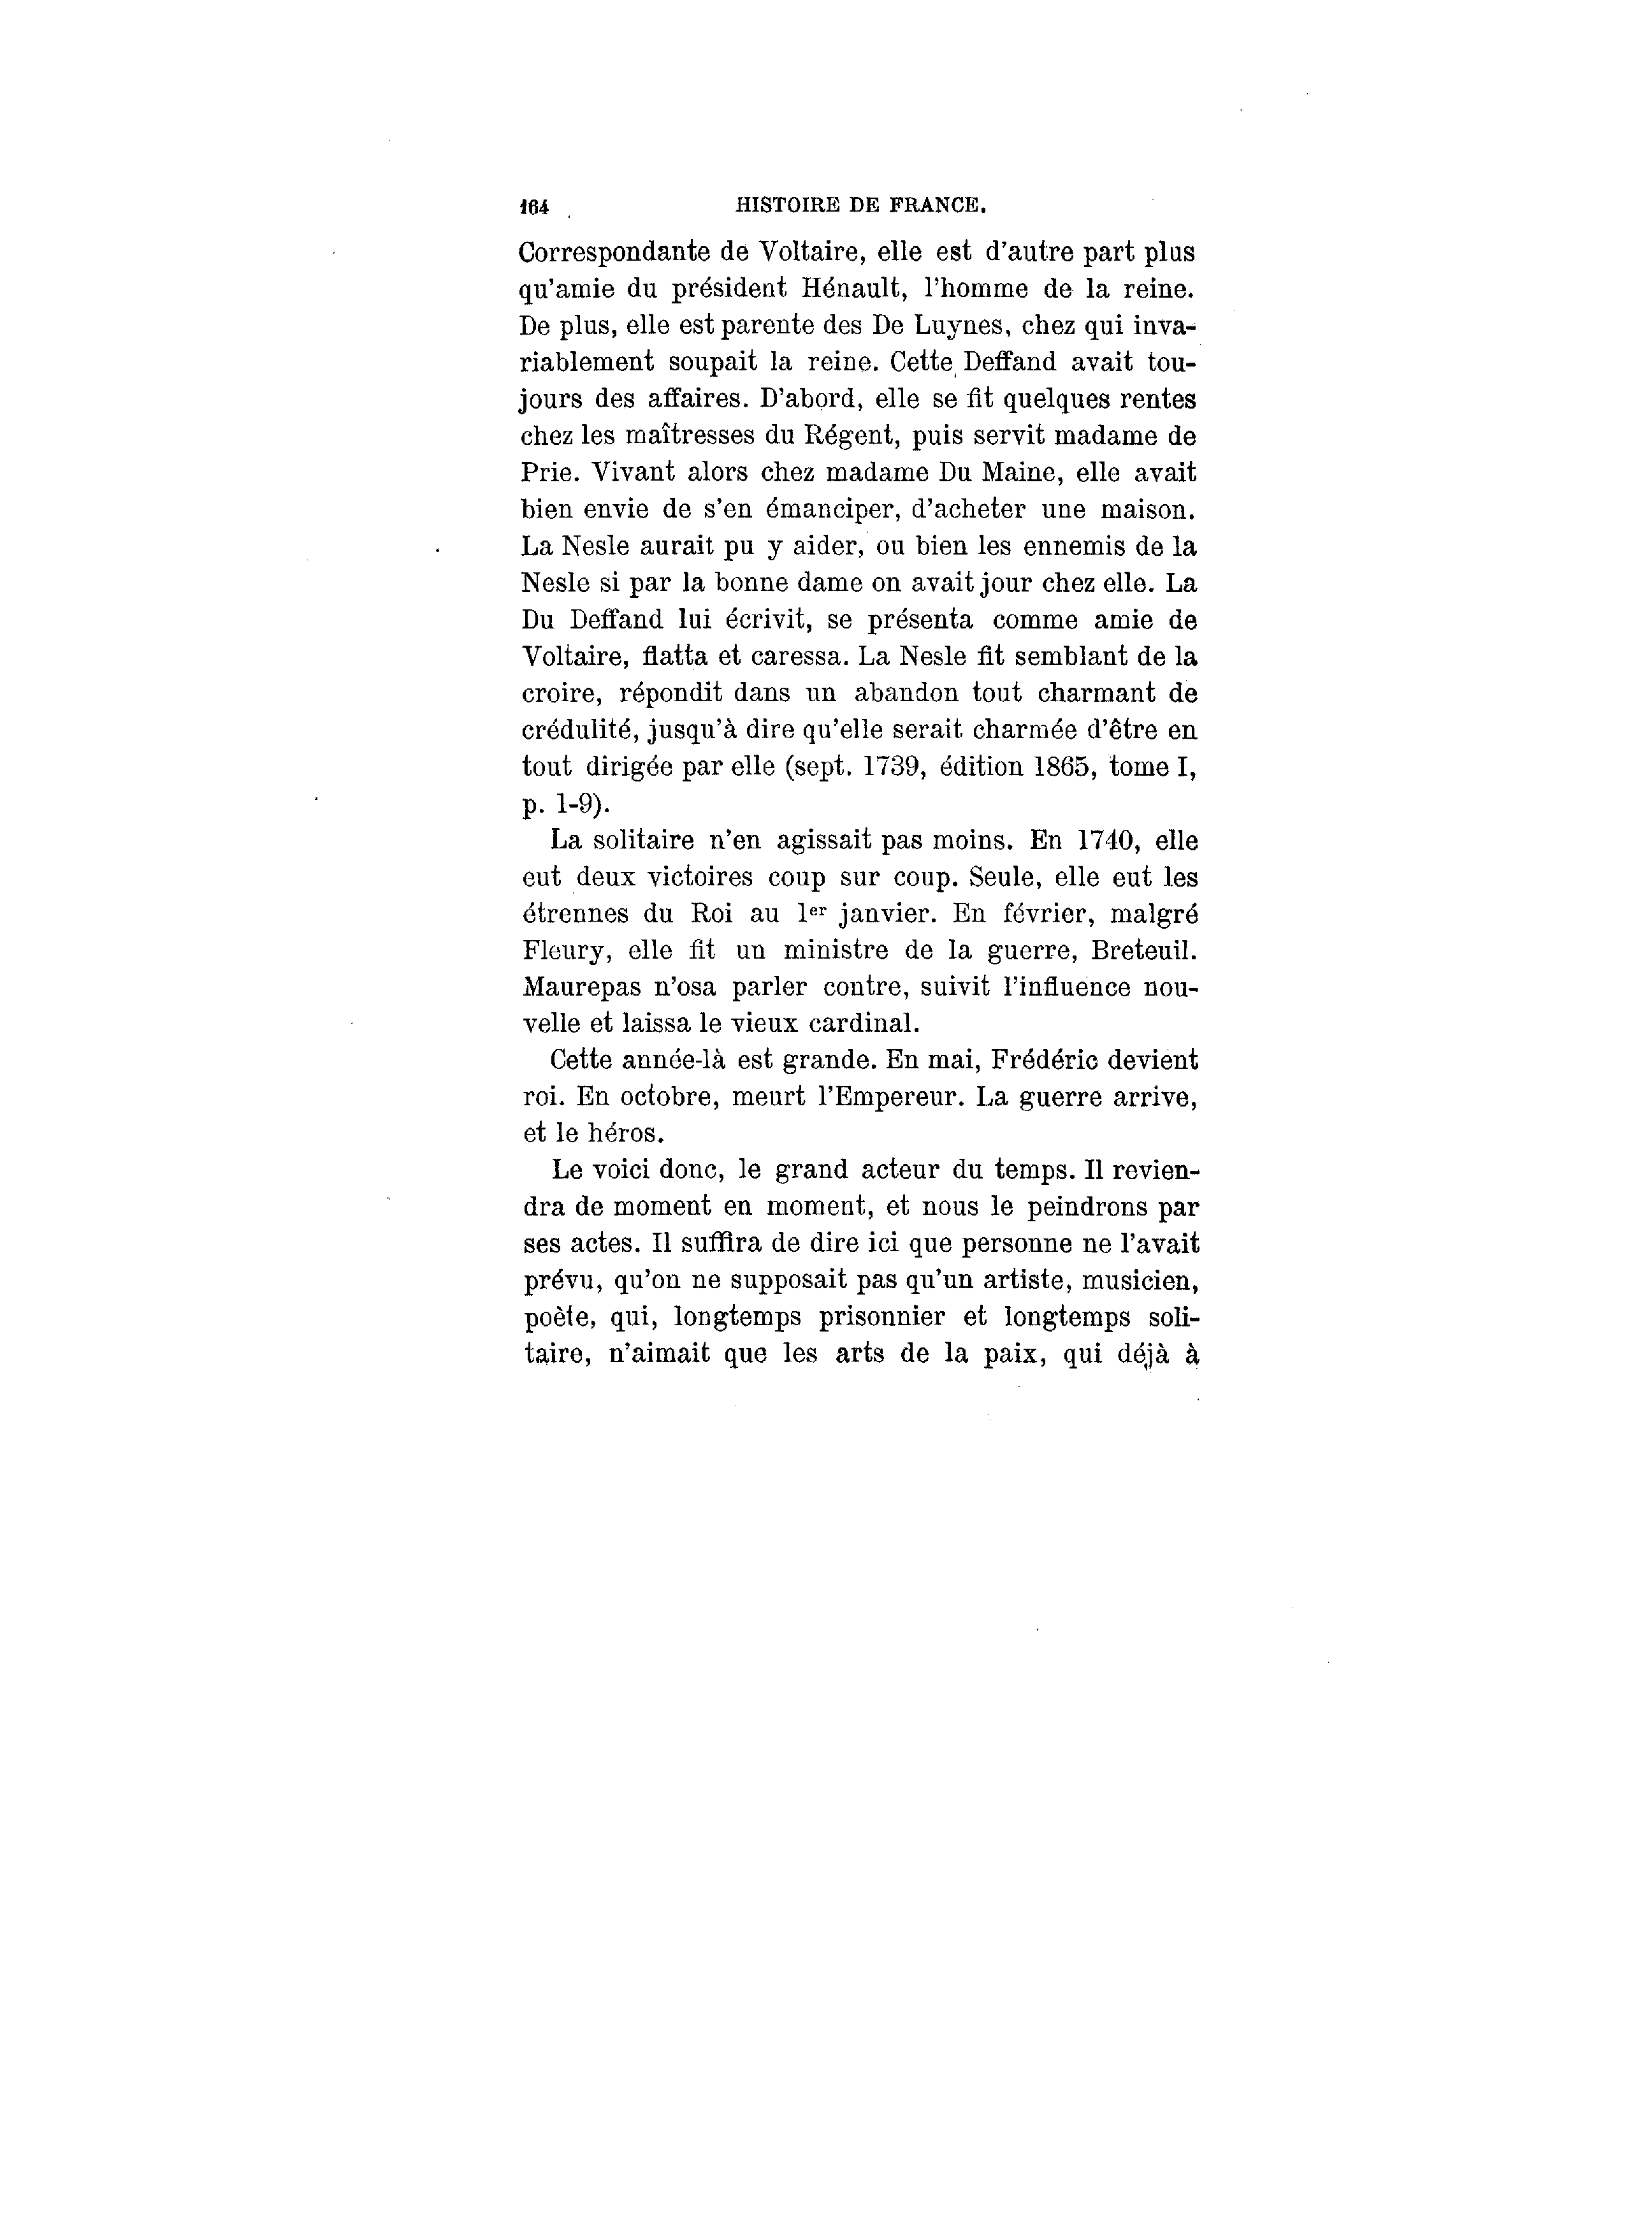 164 HISTOIRE DE FRANCE.
Correspondante de Voltaire, elle est d'autre part plus
qu'amie du président Hénault, l'homme de la reine.
De plus, elle est parente des De Luynes, chez qui inva-
riablement soupait la reine. Cette Deffand avait tou-
jours des affaires. D'abord, elle se fit quelques rentes
chez les maîtresses du Régent, puis servit madame de
Prie. Vivant alors chez madame Du Maine, elle avait
bien envie de s'en émanciper, d'acheter une maison.
La Nesle aurait pu y aider, ou bien les ennemis de la
Nesle si par la bonne dame on avait jour chez elle. La
Du Deffand lui écrivit, se présenta comme amie de
Voltaire, flatta et caressa. La Nesle fit semblant de la
croire, répondit dans un abandon tout charmant de
crédulité, jusqu'à dire qu'elle serait charmée d'être en
tout dirigée par elle (sept. 1739, édition 1865, tome I,
p. 1-9).
La solitaire n'en agissait pas moins. En 1740, elle
eut deux victoires coup sur coup. Seule, elle eut les
étrennes du Roi au 1er janvier. En février, malgré
Fleury, elle fit un ministre de la guerre, Breteuil.
Maurepas n'osa parler contre, suivit l'influence nou-
velle et laissa le vieux cardinal.
Cette année-là est grande. En mai, Frédéric devient
roi. En octobre, meurt l'Empereur. La guerre arrive,
et le héros.
Le voici donc, le grand acteur du temps. Il revien-
dra de moment en moment, et nous le peindrons par
ses actes. Il suffira de dire ici que personne ne l'avait
prévu, qu'on ne supposait pas qu'un artiste, musicien,
poète, qui, longtemps prisonnier et longtemps soli-
taire, n'aimait que les arts de la paix, qui déjà à